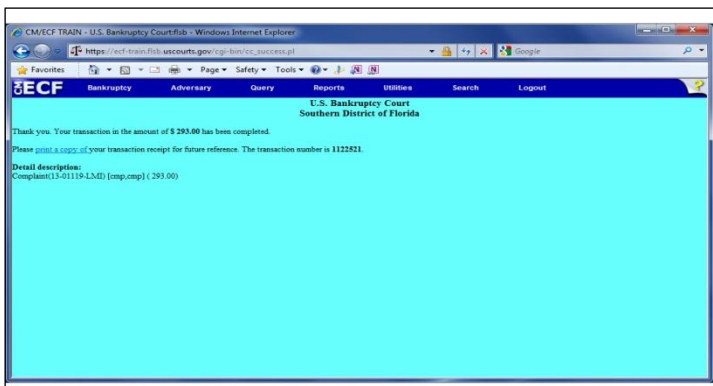 CM/ECF TRAIN - U.S. Bankruptcy Court:flsb - Windows Internet Explorer
https://ecf-train.flsb.uscourts.gov/cgi-bin/cc_success.pl
Google
Favorites Page Safety Tools
ECF Bankruptcy Adversary Query Reports Utilities Search Logout
U.S. Bankruptcy Court
Southern District of Florida
Thank you. Your transaction in the amount of $ 293.00 has been completed.
Please print a copy of your transaction receipt for future reference. The transaction number is 1122521.
Detail description:
Complaint(13-01119-LMI) [cmp,cmp] ( 293.00)